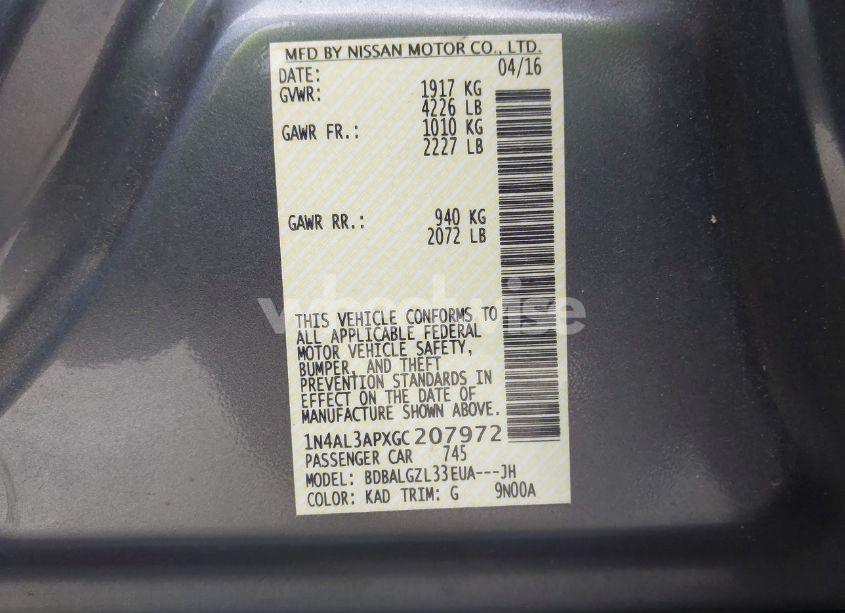 MFD BY NISSAN MOTOR CO., LTD.
DATE: 04/16
GVWR: 1917 KG
4226 LB
GAWR FR.: 1010 KG
2227 LB
GAWR RR.: 940 KG
2072 LB
wheelwise
THIS VEHICLE CONFORMS TO
ALL APPLICABLE FEDERAL
MOTOR VEHICLE SAFETY,
BUMPER, AND THEFT
PREVENTION STANDARDS IN
EFFECT ON THE DATE OF
MANUFACTURE SHOWN ABOVE.
1N4AL3APXGC207972
PASSENGER CAR 745
MODEL: BDBALGZL33EUA---JH
COLOR: KAD TRIM: G 9N00A